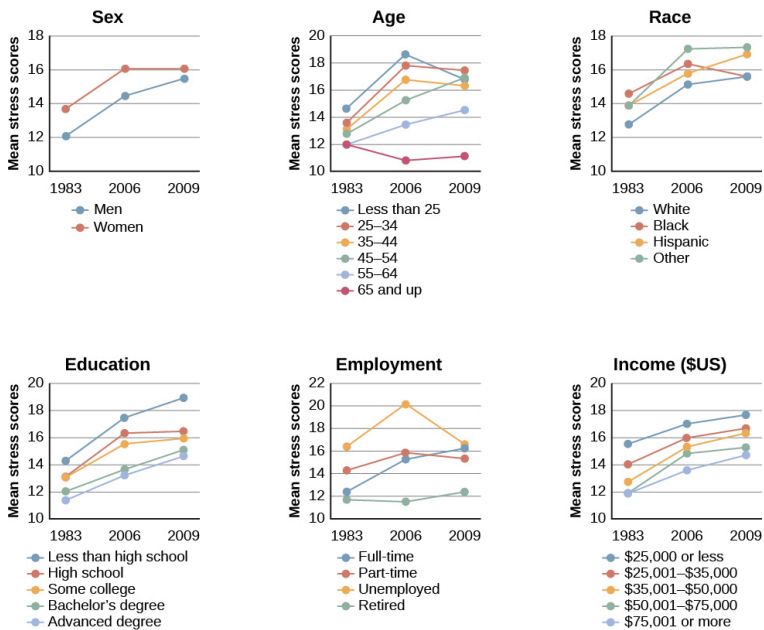 Sex
Mean stress scores
18
16
14
12
10
1983 2006 2009
Men
Women
Age
Mean stress scores
20
18
16
14
12
10
1983 2006 2009
Less than 25
25–34
35–44
45–54
55–64
65 and up
Race
Mean stress scores
18
16
14
12
10
1983 2006 2009
White
Black
Hispanic
Other
Education
Mean stress scores
20
18
16
14
12
10
1983 2006 2009
Less than high school
High school
Some college
Bachelor's degree
Advanced degree
Employment
Mean stress scores
22
20
18
16
14
12
10
1983 2006 2009
Full-time
Part-time
Unemployed
Retired
Income ($US)
Mean stress scores
20
18
16
14
12
10
1983 2006 2009
$25,000 or less
$25,001–$35,000
$35,001–$50,000
$50,001–$75,000
$75,001 or more